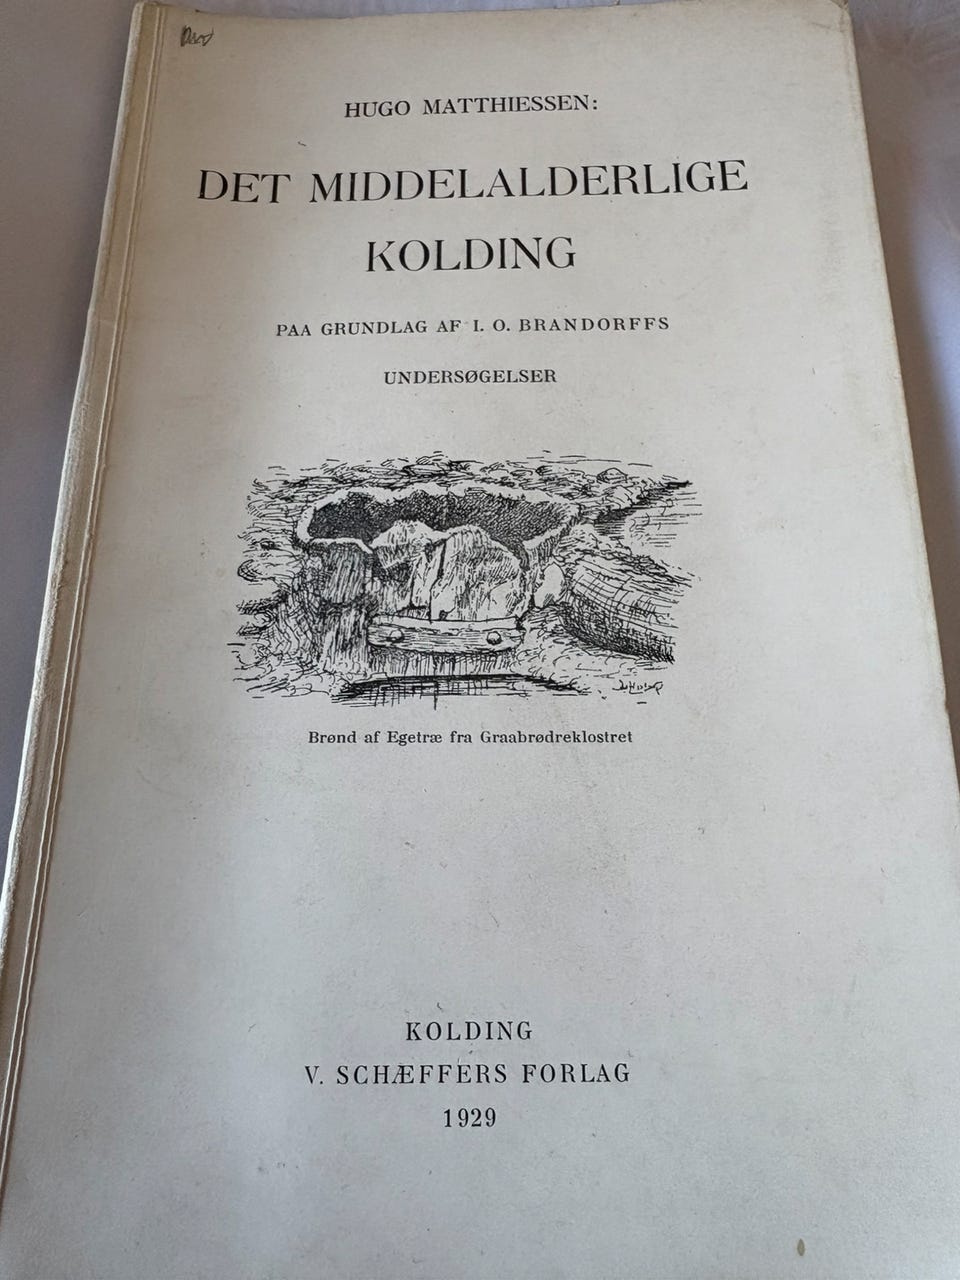 HUGO MATTHIESSEN:
DET MIDDELALDERLIGE
KOLDING
PAA GRUNDLAG AF I. O. BRANDORFFS
UNDERSØGELSER
Brønd af Egetræ fra Graabrødreklostret
KOLDING
V. SCHÆFFERS FORLAG
1929